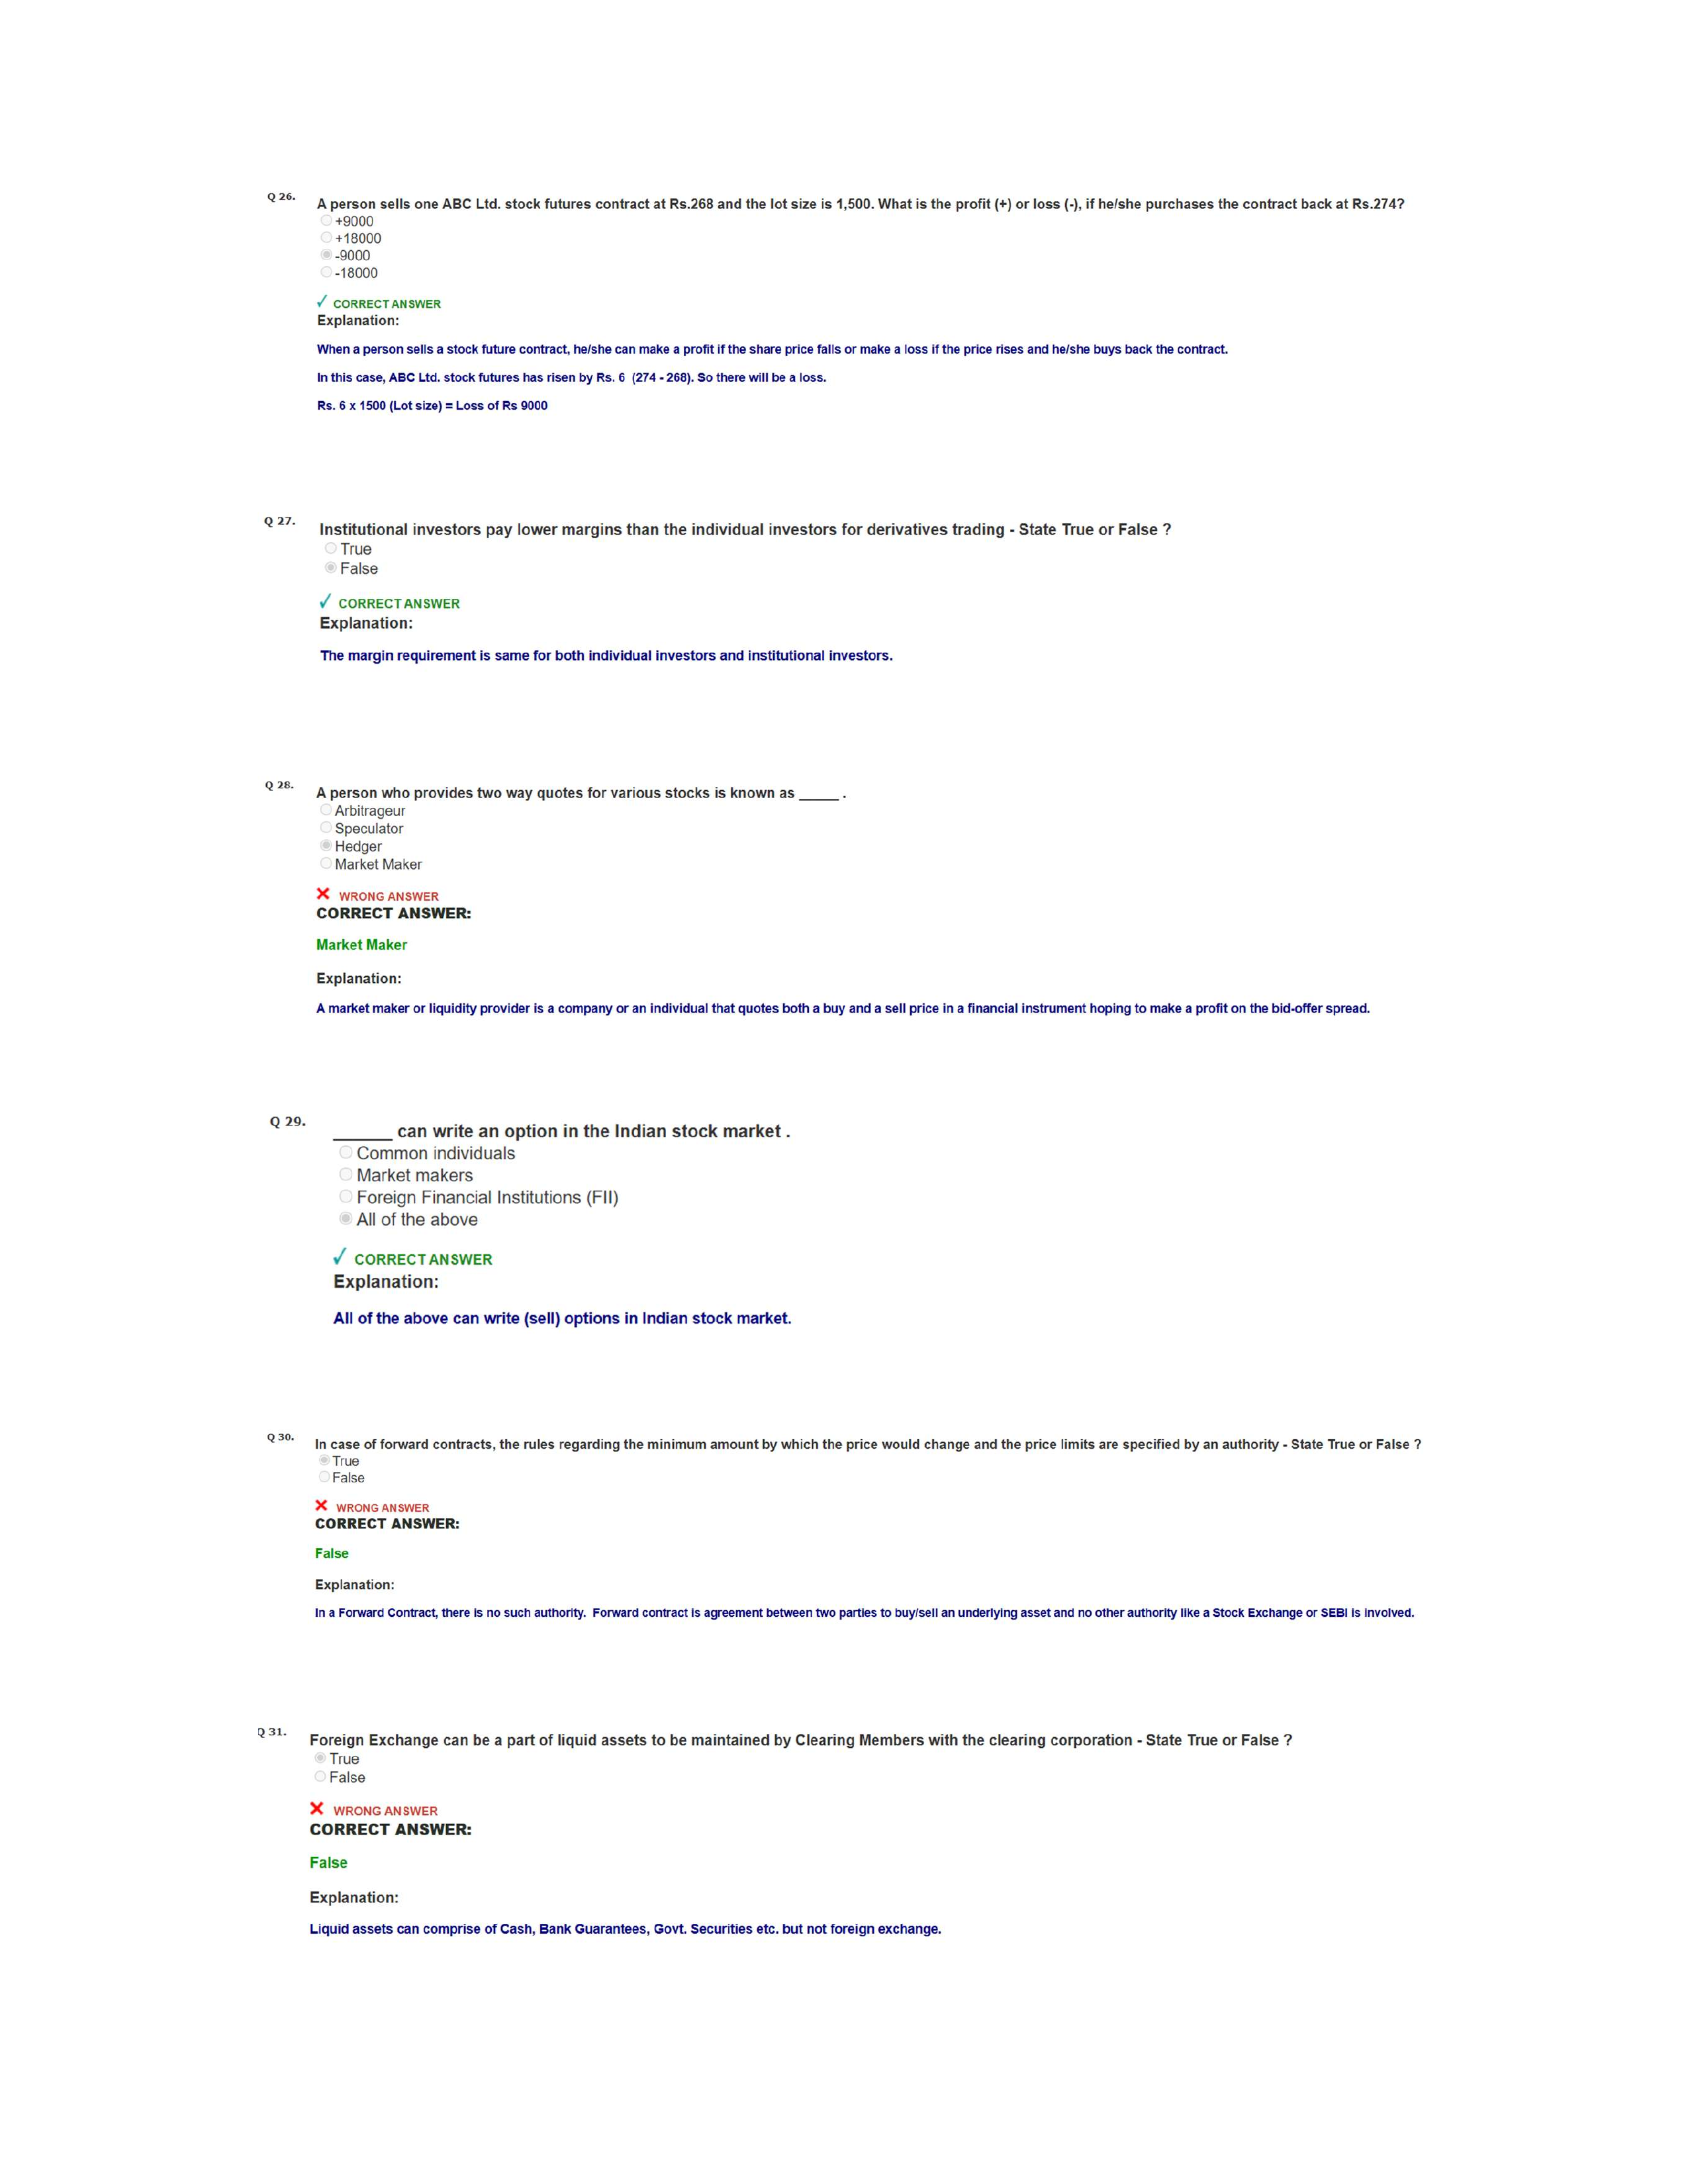 Q 26.
A person sells one ABC Ltd. stock futures contract at Rs.268 and the lot size is 1,500. What is the profit (+) or loss (-), if he/she purchases the contract back at Rs.274?
+9000
+18000
-9000
-18000
✓ CORRECT ANSWER
Explanation:
When a person sells a stock future contract, he/she can make a profit if the share price falls or make a loss if the price rises and he/she buys back the contract.
In this case, ABC Ltd. stock futures has risen by Rs. 6 (274 - 268). So there will be a loss.
Rs. 6 x 1500 (Lot size) = Loss of Rs 9000
Q 27.
Institutional investors pay lower margins than the individual investors for derivatives trading - State True or False ?
True
False
✓ CORRECT ANSWER
Explanation:
The margin requirement is same for both individual investors and institutional investors.
Q 28.
A person who provides two way quotes for various stocks is known as _____ .
Arbitrageur
Speculator
Hedger
Market Maker
✕ WRONG ANSWER
CORRECT ANSWER:
Market Maker
Explanation:
A market maker or liquidity provider is a company or an individual that quotes both a buy and a sell price in a financial instrument hoping to make a profit on the bid-offer spread.
Q 29.
______ can write an option in the Indian stock market .
Common individuals
Market makers
Foreign Financial Institutions (FII)
All of the above
✓ CORRECT ANSWER
Explanation:
All of the above can write (sell) options in Indian stock market.
Q 30.
In case of forward contracts, the rules regarding the minimum amount by which the price would change and the price limits are specified by an authority - State True or False ?
True
False
✕ WRONG ANSWER
CORRECT ANSWER:
False
Explanation:
In a Forward Contract, there is no such authority. Forward contract is agreement between two parties to buy/sell an underlying asset and no other authority like a Stock Exchange or SEBI is involved.
Q 31.
Foreign Exchange can be a part of liquid assets to be maintained by Clearing Members with the clearing corporation - State True or False ?
True
False
✕ WRONG ANSWER
CORRECT ANSWER:
False
Explanation:
Liquid assets can comprise of Cash, Bank Guarantees, Govt. Securities etc. but not foreign exchange.